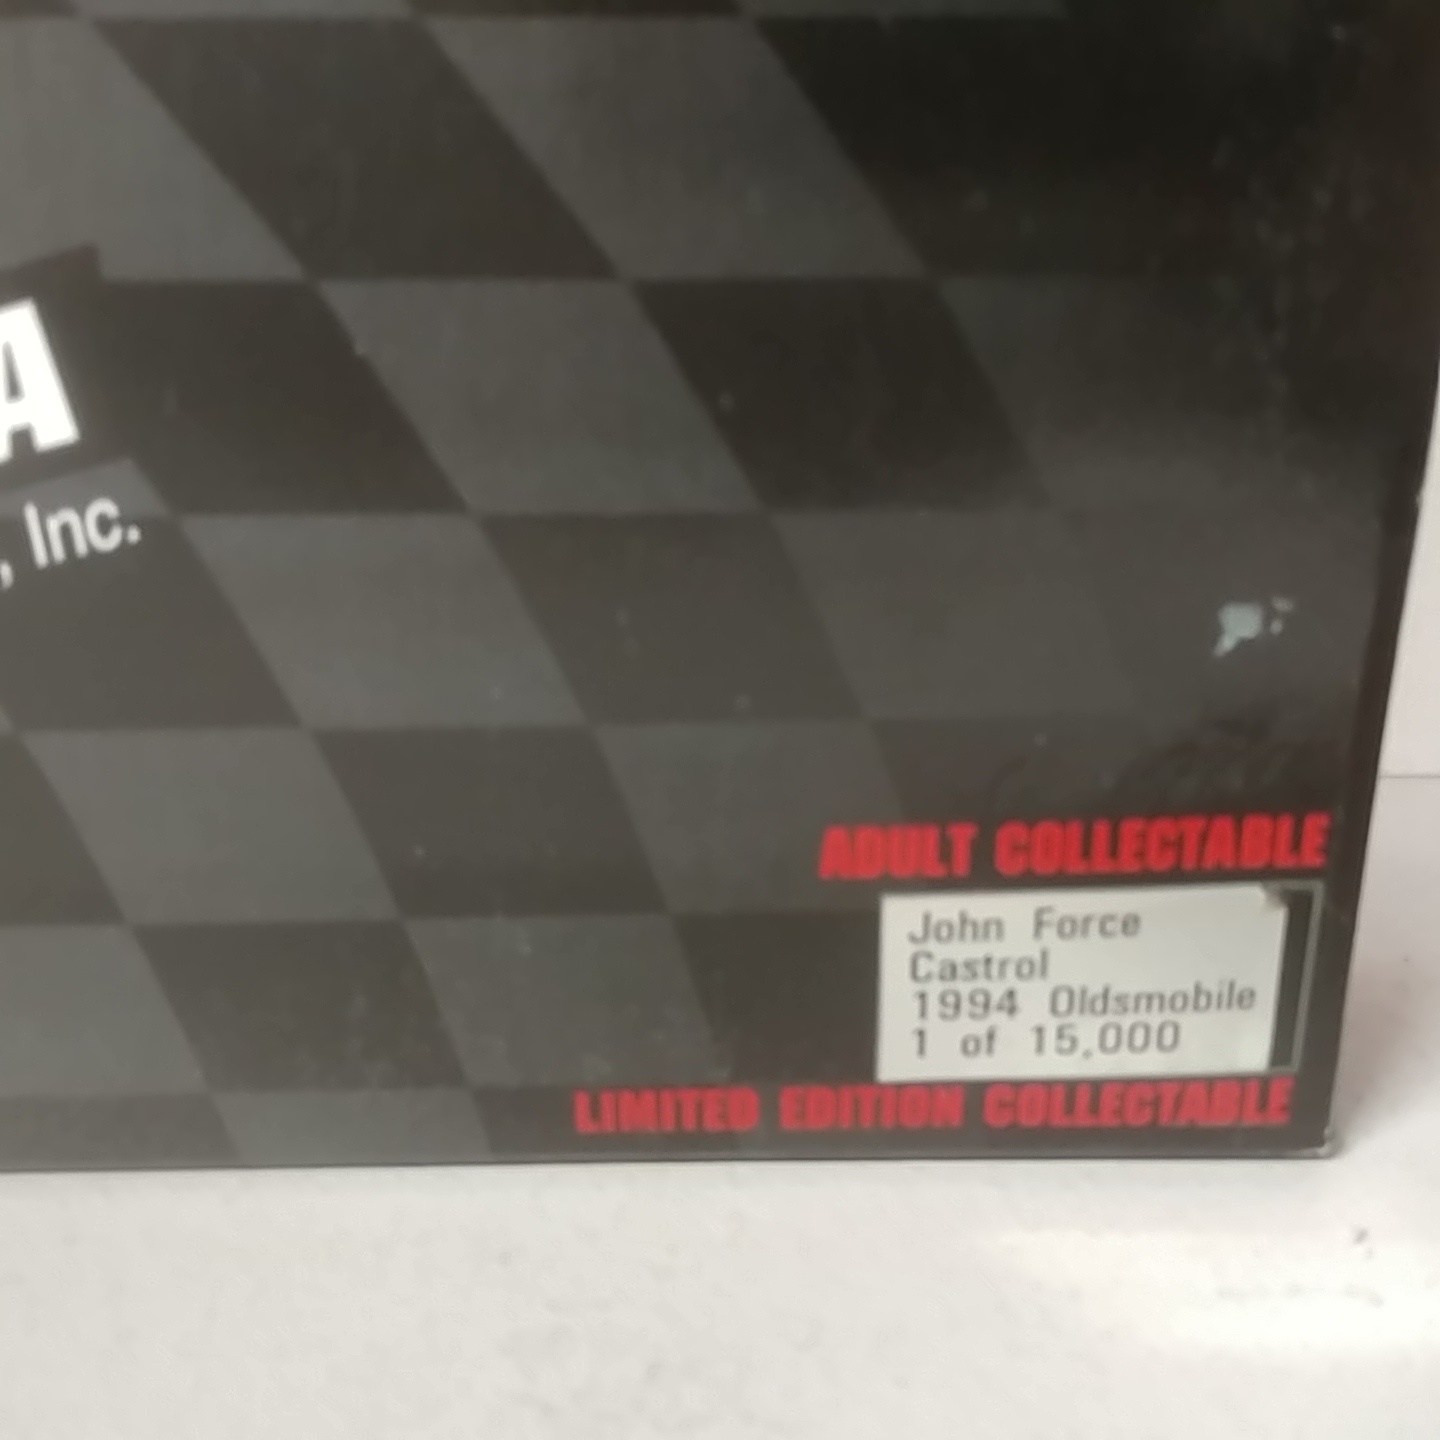 A
, Inc.
ADULT COLLECTABLE
John Force
Castrol
1994 Oldsmobile
1 of 15,000
LIMITED EDITION COLLECTABLE